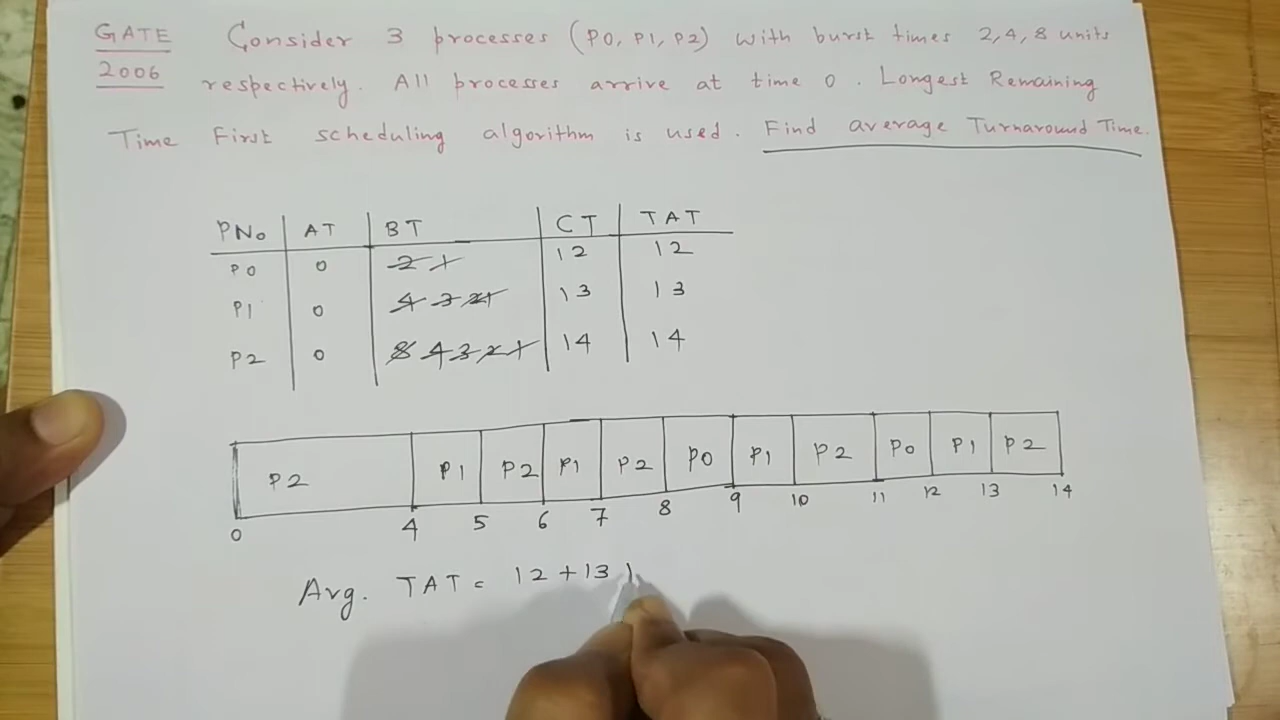 GATE Consider 3 processes (P0, P1, P2) with burst times 2,4,8 units
2006 respectively. All processes arrive at time 0. Longest Remaining
Time First scheduling algorithm is used. Find average Turnaround Time.
PNo AT BT CT TAT
P0 0 2 1 12 12
P1 0 4 3 2 1 13 13
P2 0 8 4 3 2 1 14 14
P2 P1 P2 P1 P2 P0 P1 P2 P0 P1 P2
0 4 5 6 7 8 9 10 11 12 13 14
Avg. TAT = 12 + 13